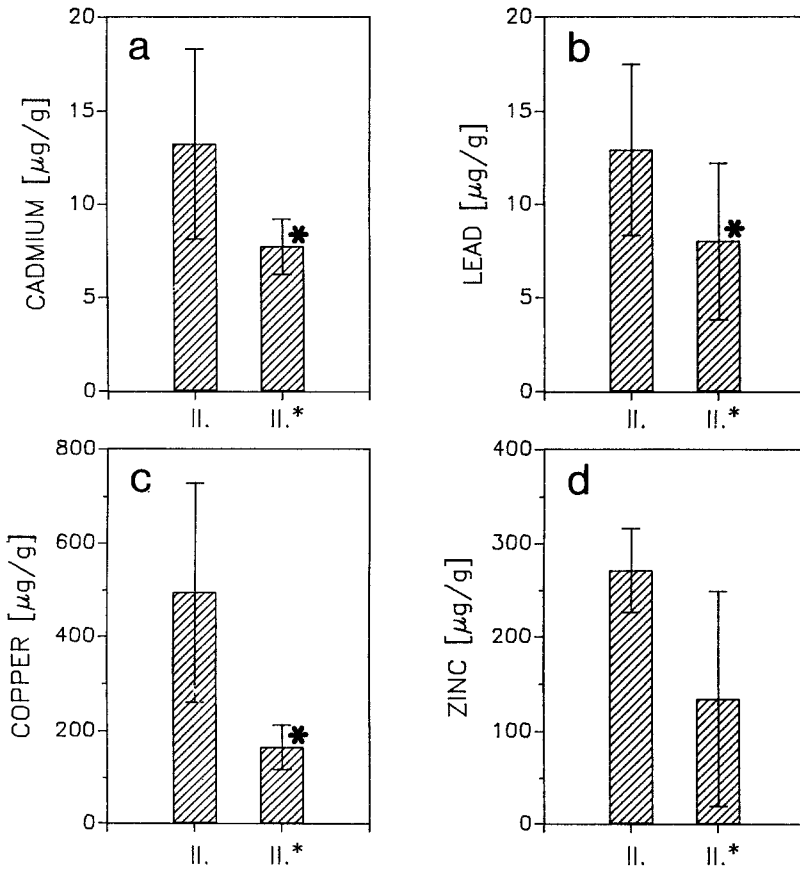 a
CADMIUM [µg/g]
20
15
10
5
0
*
II. II.*
b
LEAD [µg/g]
20
15
10
5
0
*
II. II.*
c
COPPER [µg/g]
800
600
400
200
0
*
II. II.*
d
ZINC [µg/g]
400
300
200
100
0
II. II.*